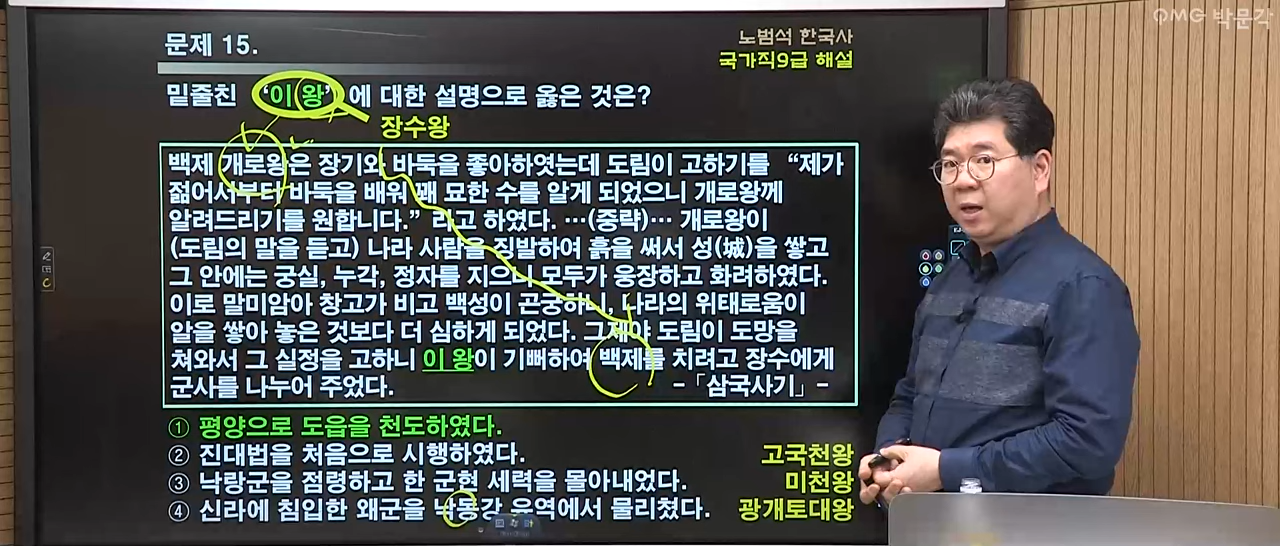 QMG 박문각
문제 15.
노범석 한국사
국가직9급 해설
밑줄친 ‘이 왕’에 대한 설명으로 옳은 것은?
장수왕
백제 개로왕은 장기와 바둑을 좋아하엿는데 도림이 고하기를 “제가
젊어서부터 바둑을 배워 꽤 묘한 수를 알게 되었으니 개로왕께
알려드리기를 원합니다.” 라고 하였다. …(중략)… 개로왕이
(도림의 말을 듣고) 나라 사람을 징발하여 흙을 쪄서 성(城)을 쌓고
그 안에는 궁실, 누각, 정자를 지으니 모두가 웅장하고 화려하였다.
이로 말미암아 창고가 비고 백성이 곤궁하니, 나라의 위태로움이
알을 쌓아 놓은 것보다 더 심하게 되었다. 그제야 도림이 도망을
쳐와서 그 실정을 고하니 이 왕이 기뻐하여 백제를 치려고 장수에게
군사를 나누어 주었다. -「삼국사기」-
① 평양으로 도읍을 천도하였다.
② 진대법을 처음으로 시행하였다. 고국천왕
③ 낙랑군을 점령하고 한 군현 세력을 몰아내었다. 미천왕
④ 신라에 침입한 왜군을 낙동강 유역에서 물리쳤다. 광개토대왕